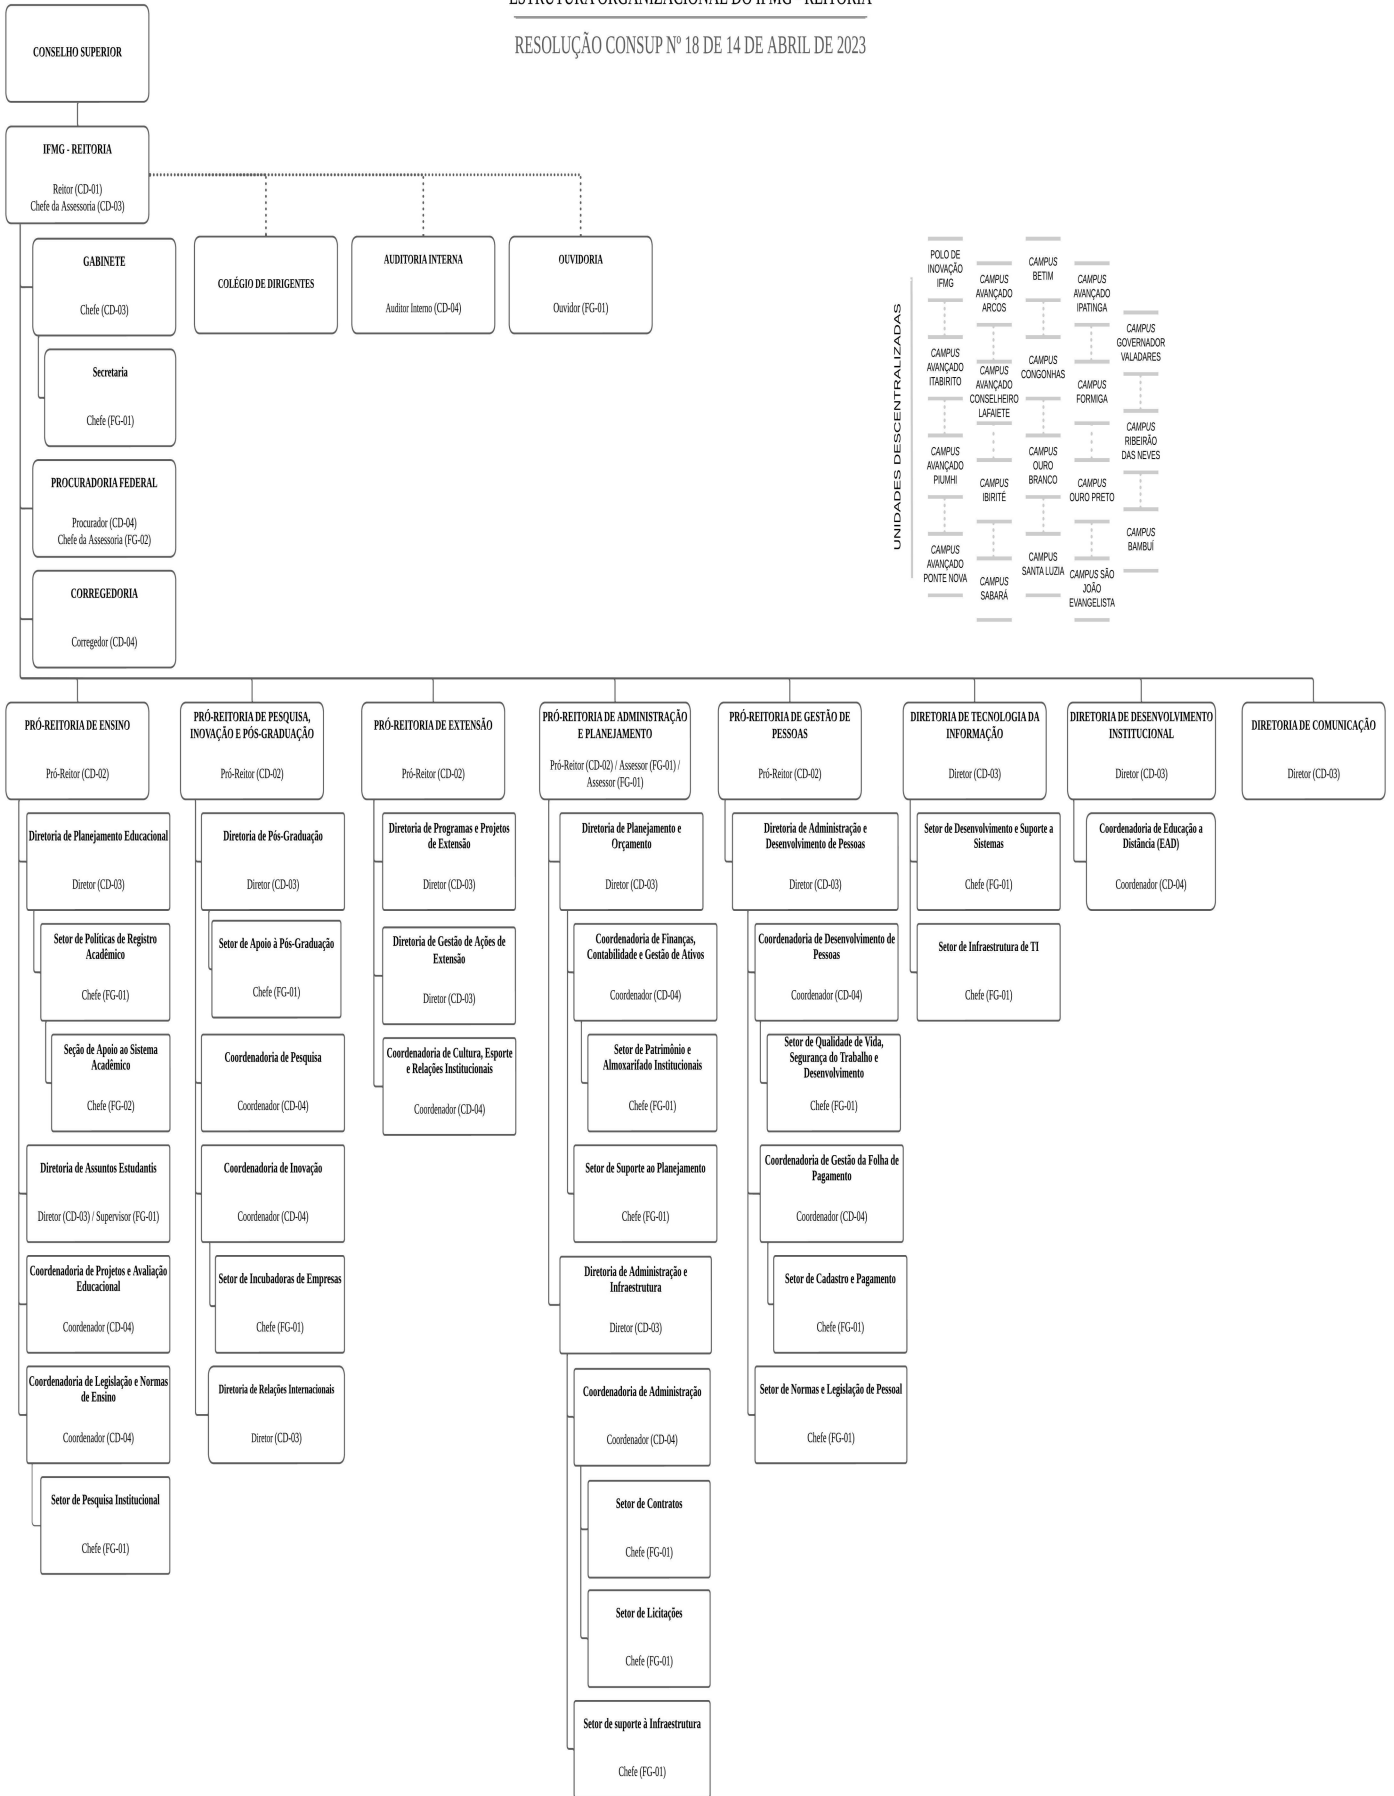 ESTRUTURA ORGANIZACIONAL DO IFMG - REITORIA
RESOLUÇÃO CONSUP Nº 18 DE 14 DE ABRIL DE 2023
CONSELHO SUPERIOR
IFMG - REITORIA
Reitor (CD-01)
Chefe da Assessoria (CD-03)
GABINETE
Chefe (CD-03)
COLÉGIO DE DIRIGENTES
AUDITORIA INTERNA
Auditor Interno (CD-04)
OUVIDORIA
Ouvidor (FG-01)
Secretaria
Chefe (FG-01)
PROCURADORIA FEDERAL
Procurador (CD-04)
Chefe da Assessoria (FG-02)
CORREGEDORIA
Corregedor (CD-04)
UNIDADES DESCENTRALIZADAS
POLO DE
INOVAÇÃO
IFMG
CAMPUS
AVANÇADO
ITABIRITO
CAMPUS
AVANÇADO
PIUMHI
CAMPUS
AVANÇADO
PONTE NOVA
CAMPUS
AVANÇADO
ARCOS
CAMPUS
AVANÇADO
CONSELHEIRO
LAFAIETE
CAMPUS
IBIRITÉ
CAMPUS
SABARÁ
CAMPUS
BETIM
CAMPUS
CONGONHAS
CAMPUS
OURO
BRANCO
CAMPUS
SANTA LUZIA
CAMPUS
AVANÇADO
IPATINGA
CAMPUS
FORMIGA
CAMPUS
OURO PRETO
CAMPUS SÃO
JOÃO
EVANGELISTA
CAMPUS
GOVERNADOR
VALADARES
CAMPUS
RIBEIRÃO
DAS NEVES
CAMPUS
BAMBUÍ
PRÓ-REITORIA DE ENSINO
Pró-Reitor (CD-02)
Diretoria de Planejamento Educacional
Diretor (CD-03)
Setor de Políticas de Registro
Acadêmico
Chefe (FG-01)
Seção de Apoio ao Sistema
Acadêmico
Chefe (FG-02)
Diretoria de Assuntos Estudantis
Diretor (CD-03) / Supervisor (FG-01)
Coordenadoria de Projetos e Avaliação
Educacional
Coordenador (CD-04)
Coordenadoria de Legislação e Normas
de Ensino
Coordenador (CD-04)
Setor de Pesquisa Institucional
Chefe (FG-01)
PRÓ-REITORIA DE PESQUISA,
INOVAÇÃO E PÓS-GRADUAÇÃO
Pró-Reitor (CD-02)
Diretoria de Pós-Graduação
Diretor (CD-03)
Setor de Apoio à Pós-Graduação
Chefe (FG-01)
Coordenadoria de Pesquisa
Coordenador (CD-04)
Coordenadoria de Inovação
Coordenador (CD-04)
Setor de Incubadoras de Empresas
Chefe (FG-01)
Diretoria de Relações Internacionais
Diretor (CD-03)
PRÓ-REITORIA DE EXTENSÃO
Pró-Reitor (CD-02)
Diretoria de Programas e Projetos
de Extensão
Diretor (CD-03)
Diretoria de Gestão de Ações de
Extensão
Diretor (CD-03)
Coordenadoria de Cultura, Esporte
e Relações Institucionais
Coordenador (CD-04)
PRÓ-REITORIA DE ADMINISTRAÇÃO
E PLANEJAMENTO
Pró-Reitor (CD-02) / Assessor (FG-01) /
Assessor (FG-01)
Diretoria de Planejamento e
Orçamento
Diretor (CD-03)
Coordenadoria de Finanças,
Contabilidade e Gestão de Ativos
Coordenador (CD-04)
Setor de Patrimônio e
Almoxarifado Institucionais
Chefe (FG-01)
Setor de Suporte ao Planejamento
Chefe (FG-01)
Diretoria de Administração e
Infraestrutura
Diretor (CD-03)
Coordenadoria de Administração
Coordenador (CD-04)
Setor de Contratos
Chefe (FG-01)
Setor de Licitações
Chefe (FG-01)
Setor de suporte à Infraestrutura
Chefe (FG-01)
PRÓ-REITORIA DE GESTÃO DE
PESSOAS
Pró-Reitor (CD-02)
Diretoria de Administração e
Desenvolvimento de Pessoas
Diretor (CD-03)
Coordenadoria de Desenvolvimento de
Pessoas
Coordenador (CD-04)
Setor de Qualidade de Vida,
Segurança do Trabalho e
Desenvolvimento
Chefe (FG-01)
Coordenadoria de Gestão da Folha de
Pagamento
Coordenador (CD-04)
Setor de Cadastro e Pagamento
Chefe (FG-01)
Setor de Normas e Legislação de Pessoal
Chefe (FG-01)
DIRETORIA DE TECNOLOGIA DA
INFORMAÇÃO
Diretor (CD-03)
Setor de Desenvolvimento e Suporte a
Sistemas
Chefe (FG-01)
Setor de Infraestrutura de TI
Chefe (FG-01)
DIRETORIA DE DESENVOLVIMENTO
INSTITUCIONAL
Diretor (CD-03)
Coordenadoria de Educação a
Distância (EAD)
Coordenador (CD-04)
DIRETORIA DE COMUNICAÇÃO
Diretor (CD-03)